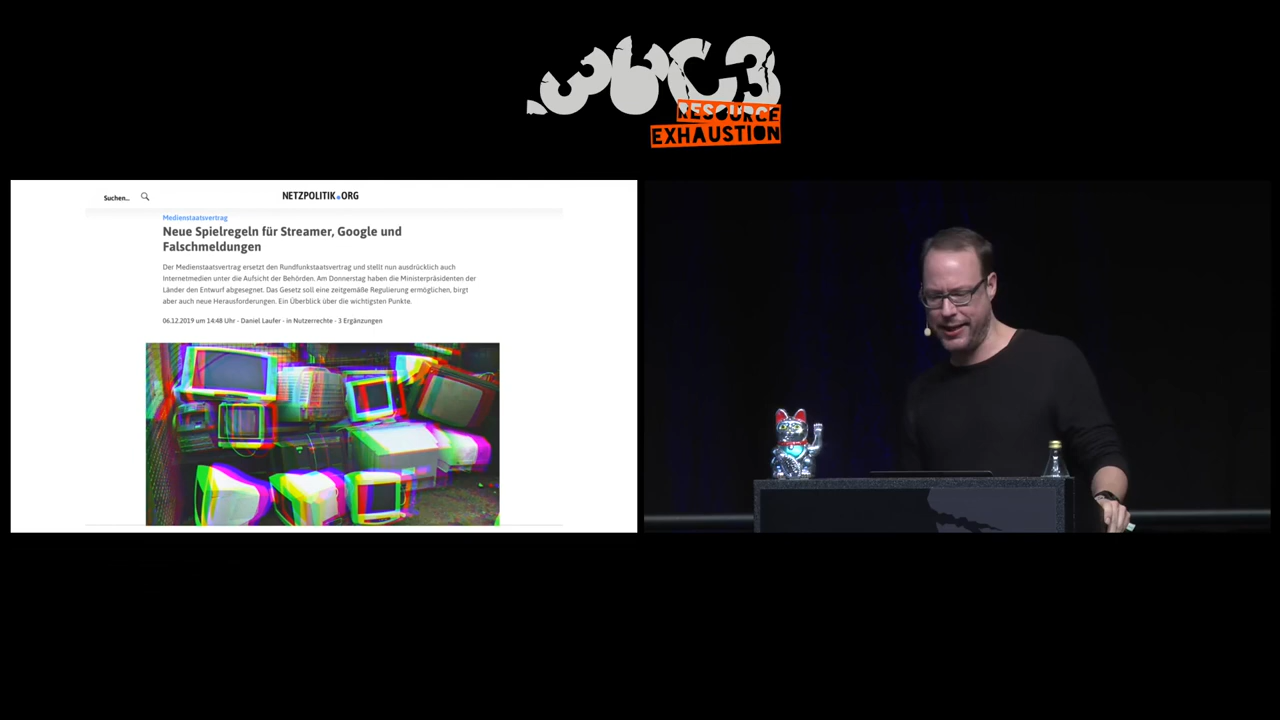 36C3
RESOURCE
EXHAUSTION
Suchen...
NETZPOLITIK.ORG
Medienstaatsvertrag
Neue Spielregeln für Streamer, Google und
Falschmeldungen
Der Medienstaatsvertrag ersetzt den Rundfunkstaatsvertrag und stellt nun ausdrücklich auch
Internetmedien unter die Aufsicht der Behörden. Am Donnerstag haben die Ministerpräsidenten der
Länder den Entwurf abgesegnet. Das Gesetz soll eine zeitgemäße Regulierung ermöglichen, birgt
aber auch neue Herausforderungen. Ein Überblick über die wichtigsten Punkte.
06.12.2019 um 14:48 Uhr - Daniel Laufer - in Nutzerrechte - 3 Ergänzungen